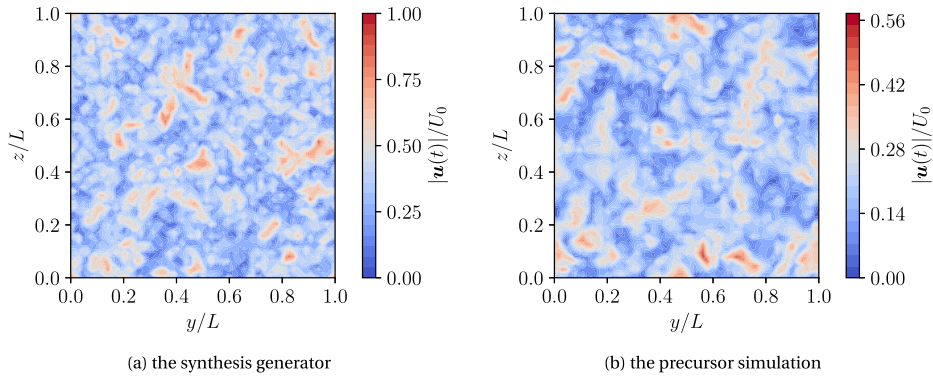 1.0
0.8
0.6
0.4
0.2
0.0
z/L
0.0 0.2 0.4 0.6 0.8 1.0
y/L
1.00
0.75
0.50
0.25
0.00
|u(t)|/U₀
(a) the synthesis generator
1.0
0.8
0.6
0.4
0.2
0.0
z/L
0.0 0.2 0.4 0.6 0.8 1.0
y/L
0.56
0.42
0.28
0.14
0.00
|u(t)|/U₀
(b) the precursor simulation